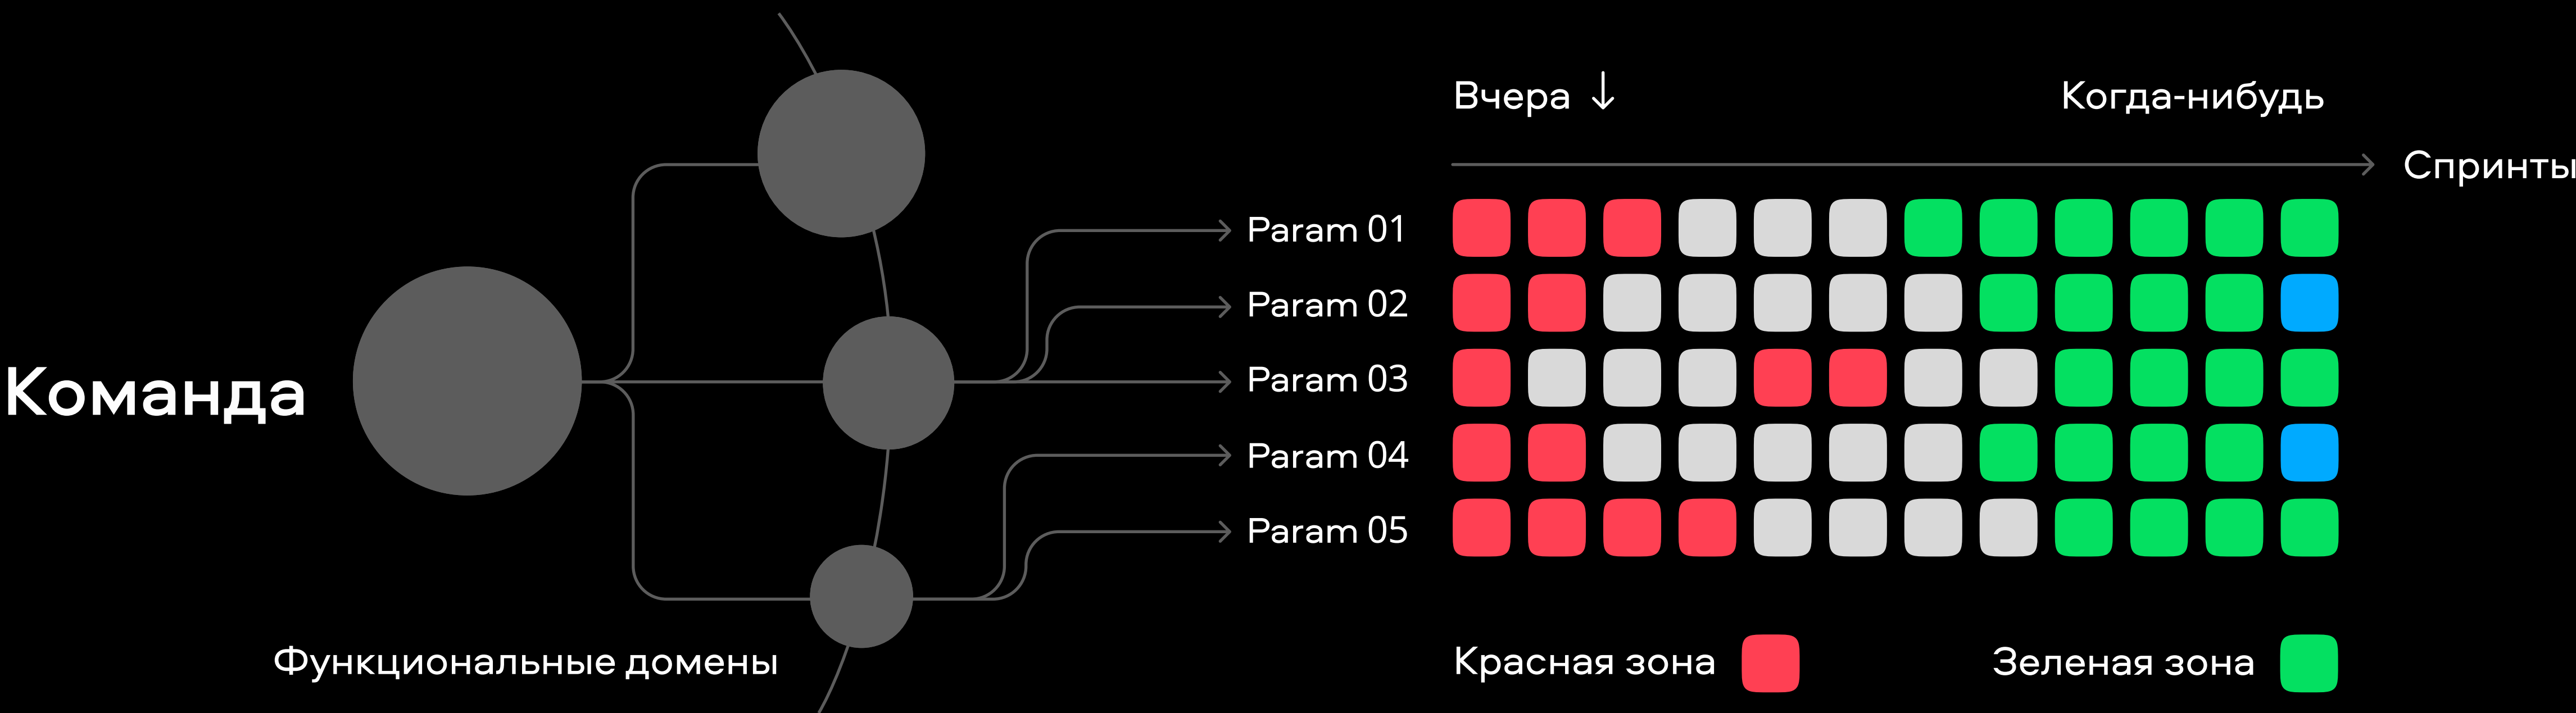 Вчера ↓
Когда-нибудь
Спринты
Param 01
Param 02
Param 03
Param 04
Param 05
Команда
Функциональные домены
Красная зона
Зеленая зона